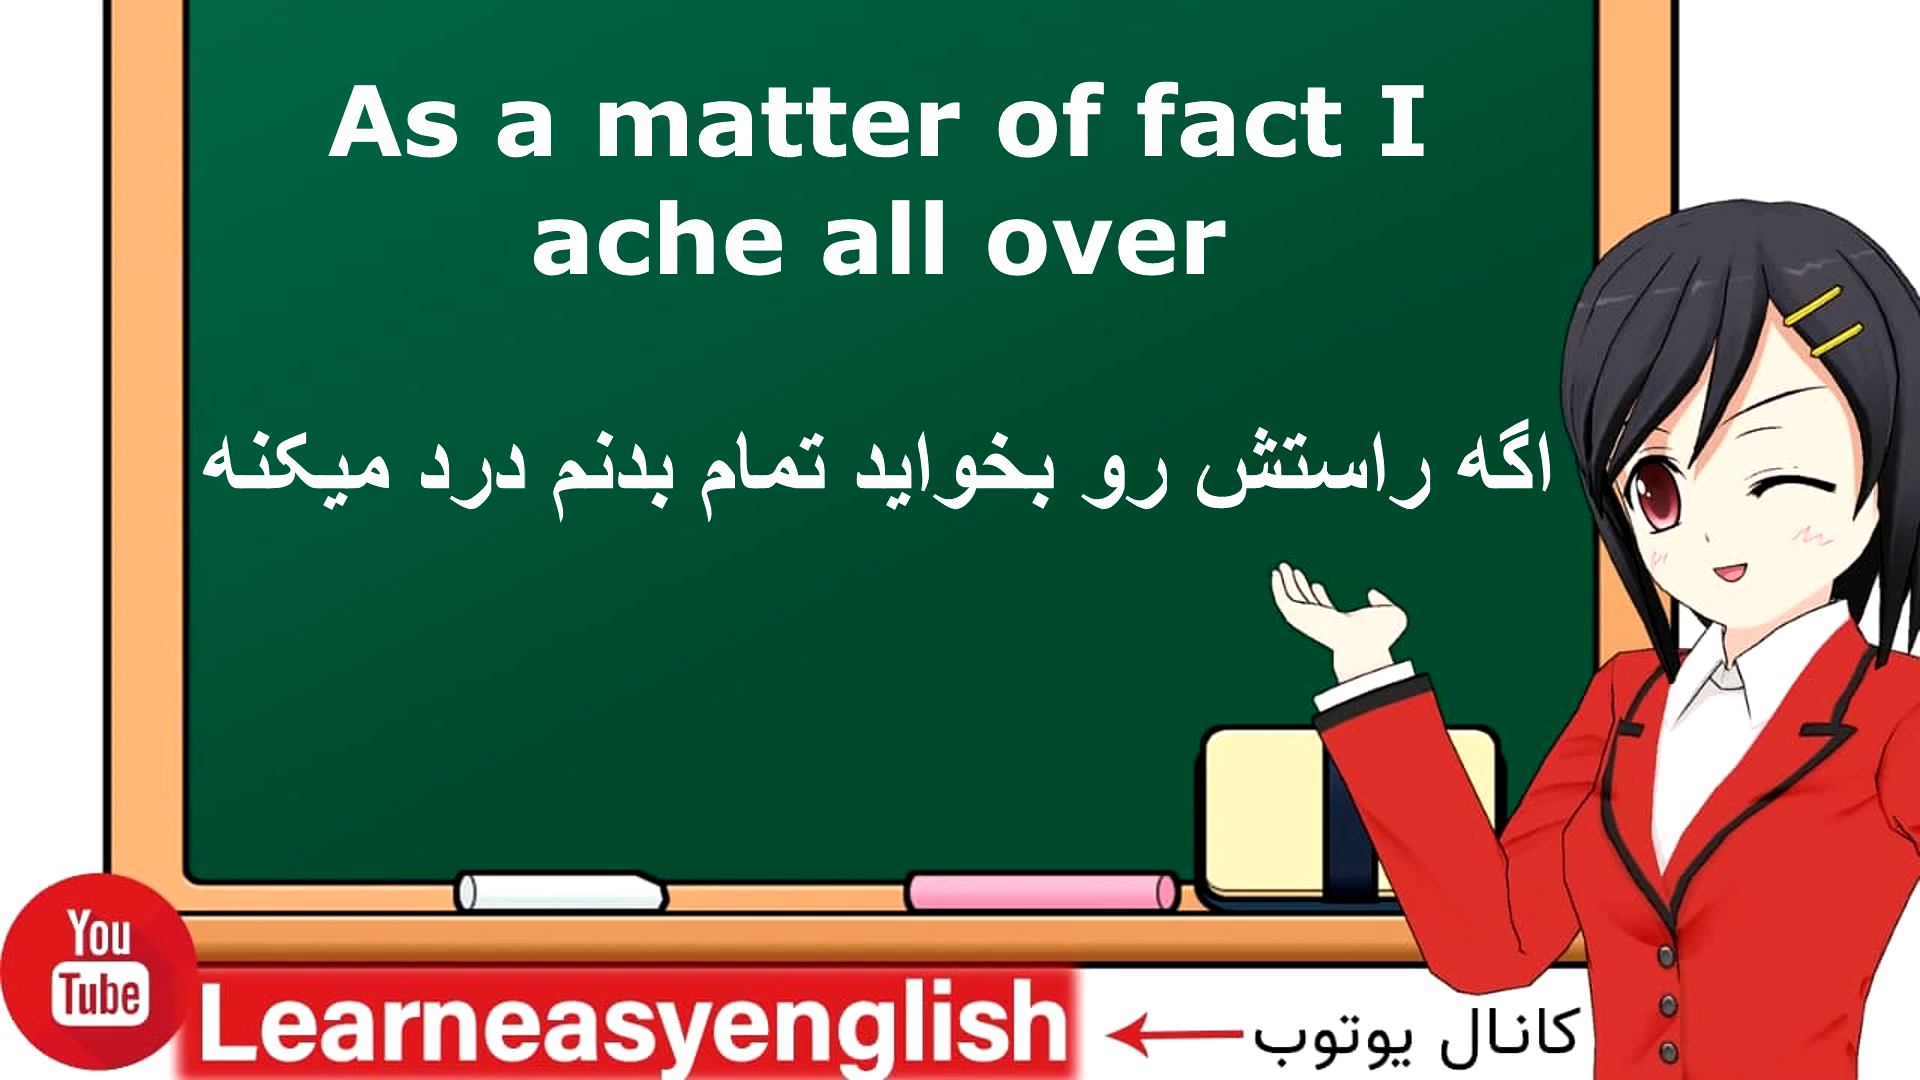 As a matter of fact I
ache all over
اگه راستش رو بخواید تمام بدنم درد میکنه
You
Tube
Learneasyenglish
کانال یوتوب